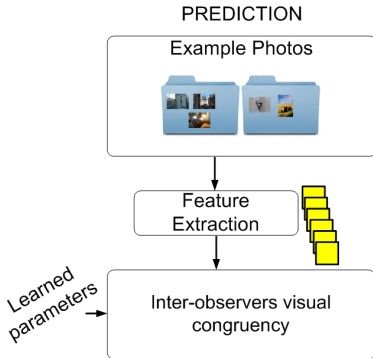 PREDICTION
Example Photos
Feature
Extraction
Learned
parameters
Inter-observers visual
congruency